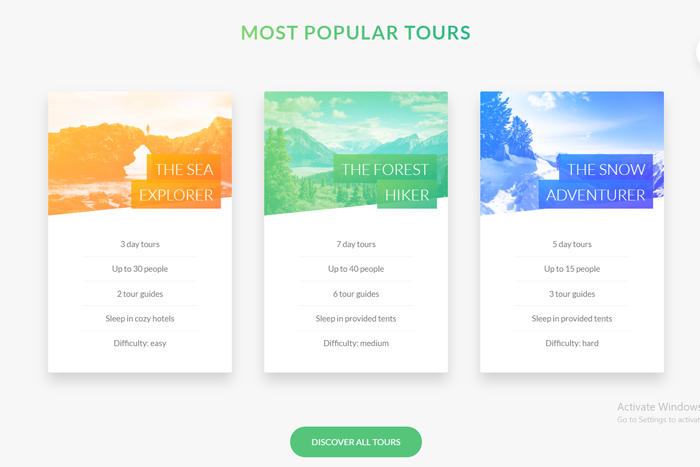 MOST POPULAR TOURS
THE SEA
EXPLORER
3 day tours
Up to 30 people
2 tour guides
Sleep in cozy hotels
Difficulty: easy
THE FOREST
HIKER
7 day tours
Up to 40 people
6 tour guides
Sleep in provided tents
Difficulty: medium
THE SNOW
ADVENTURER
5 day tours
Up to 15 people
3 tour guides
Sleep in provided tents
Difficulty: hard
DISCOVER ALL TOURS
Activate Windows
Go to Settings to activat